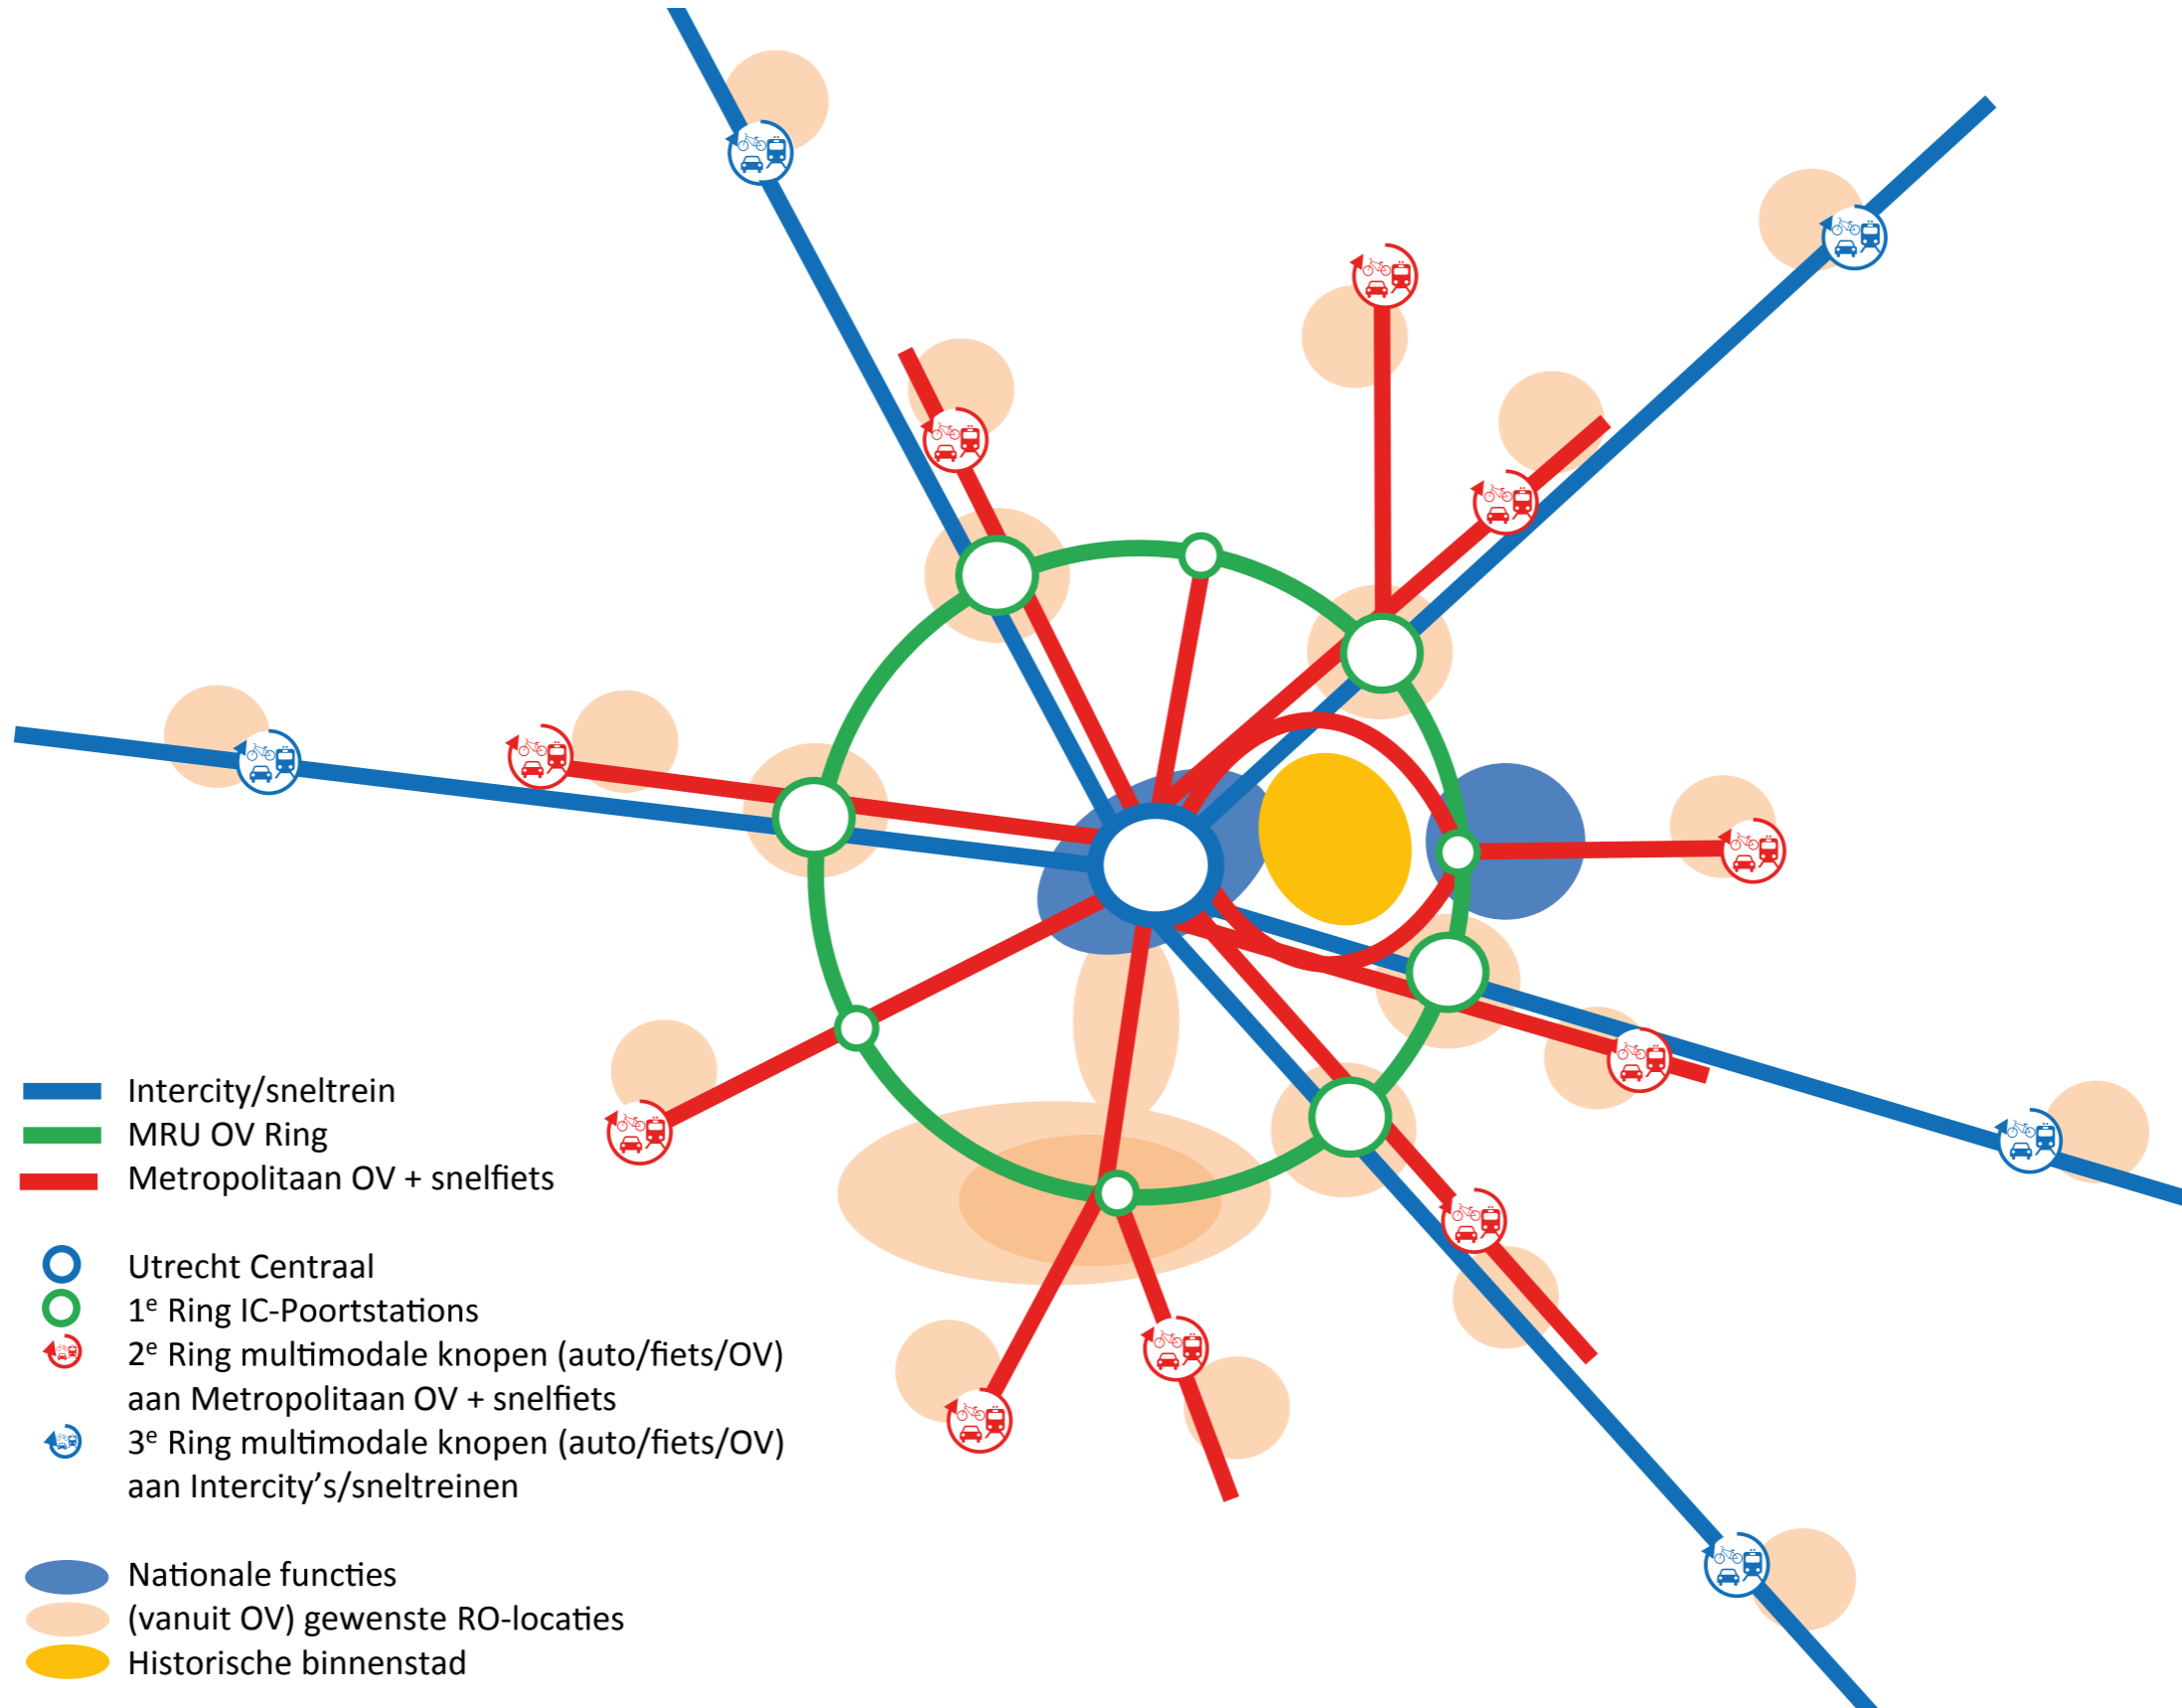 Intercity/sneltrein
MRU OV Ring
Metropolitaan OV + snelfiets
Utrecht Centraal
1e Ring IC-Poortstations
2e Ring multimodale knopen (auto/fiets/OV)
aan Metropolitaan OV + snelfiets
3e Ring multimodale knopen (auto/fiets/OV)
aan Intercity’s/sneltreinen
Nationale functies
(vanuit OV) gewenste RO-locaties
Historische binnenstad